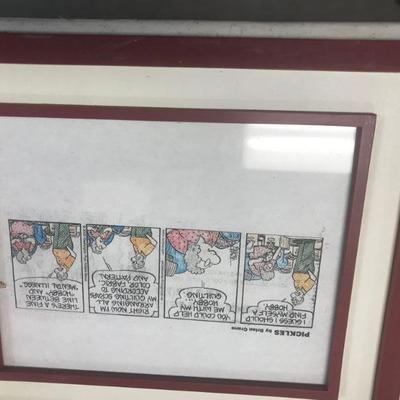 PICKLES by Brian Crane
I GUESS I SHOULD
FIND MYSELF A
HOBBY.
YOU COULD HELP
ME WITH MY
HOBBY...
QUILTING.
RIGHT NOW I'M
ARRANGING ALL
MY QUILTING SCRAPS
ACCORDING TO
COLOR, FABRIC,
AND PATTERN.
THERE'S A FINE
LINE BETWEEN
"HOBBY" AND
"MENTAL ILLNESS."